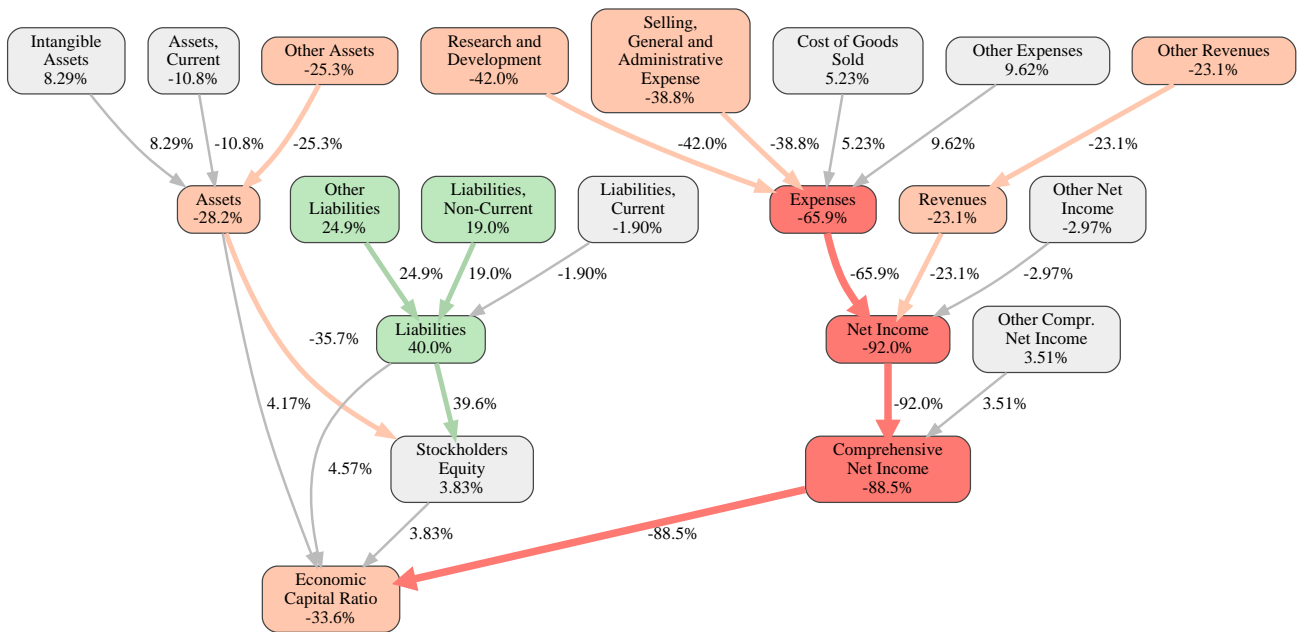 Intangible
Assets
8.29%
Assets,
Current
-10.8%
Other Assets
-25.3%
Research and
Development
-42.0%
Selling,
General and
Administrative
Expense
-38.8%
Cost of Goods
Sold
5.23%
Other Expenses
9.62%
Other Revenues
-23.1%
8.29%
-10.8%
-25.3%
-42.0%
-38.8%
5.23%
9.62%
-23.1%
Assets
-28.2%
Other
Liabilities
24.9%
Liabilities,
Non-Current
19.0%
Liabilities,
Current
-1.90%
Expenses
-65.9%
Revenues
-23.1%
Other Net
Income
-2.97%
24.9%
19.0%
-1.90%
-65.9%
-23.1%
-2.97%
-35.7%
Liabilities
40.0%
Net Income
-92.0%
Other Compr.
Net Income
3.51%
4.17%
39.6%
-92.0%
3.51%
4.57%
Stockholders
Equity
3.83%
Comprehensive
Net Income
-88.5%
3.83%
-88.5%
Economic
Capital Ratio
-33.6%